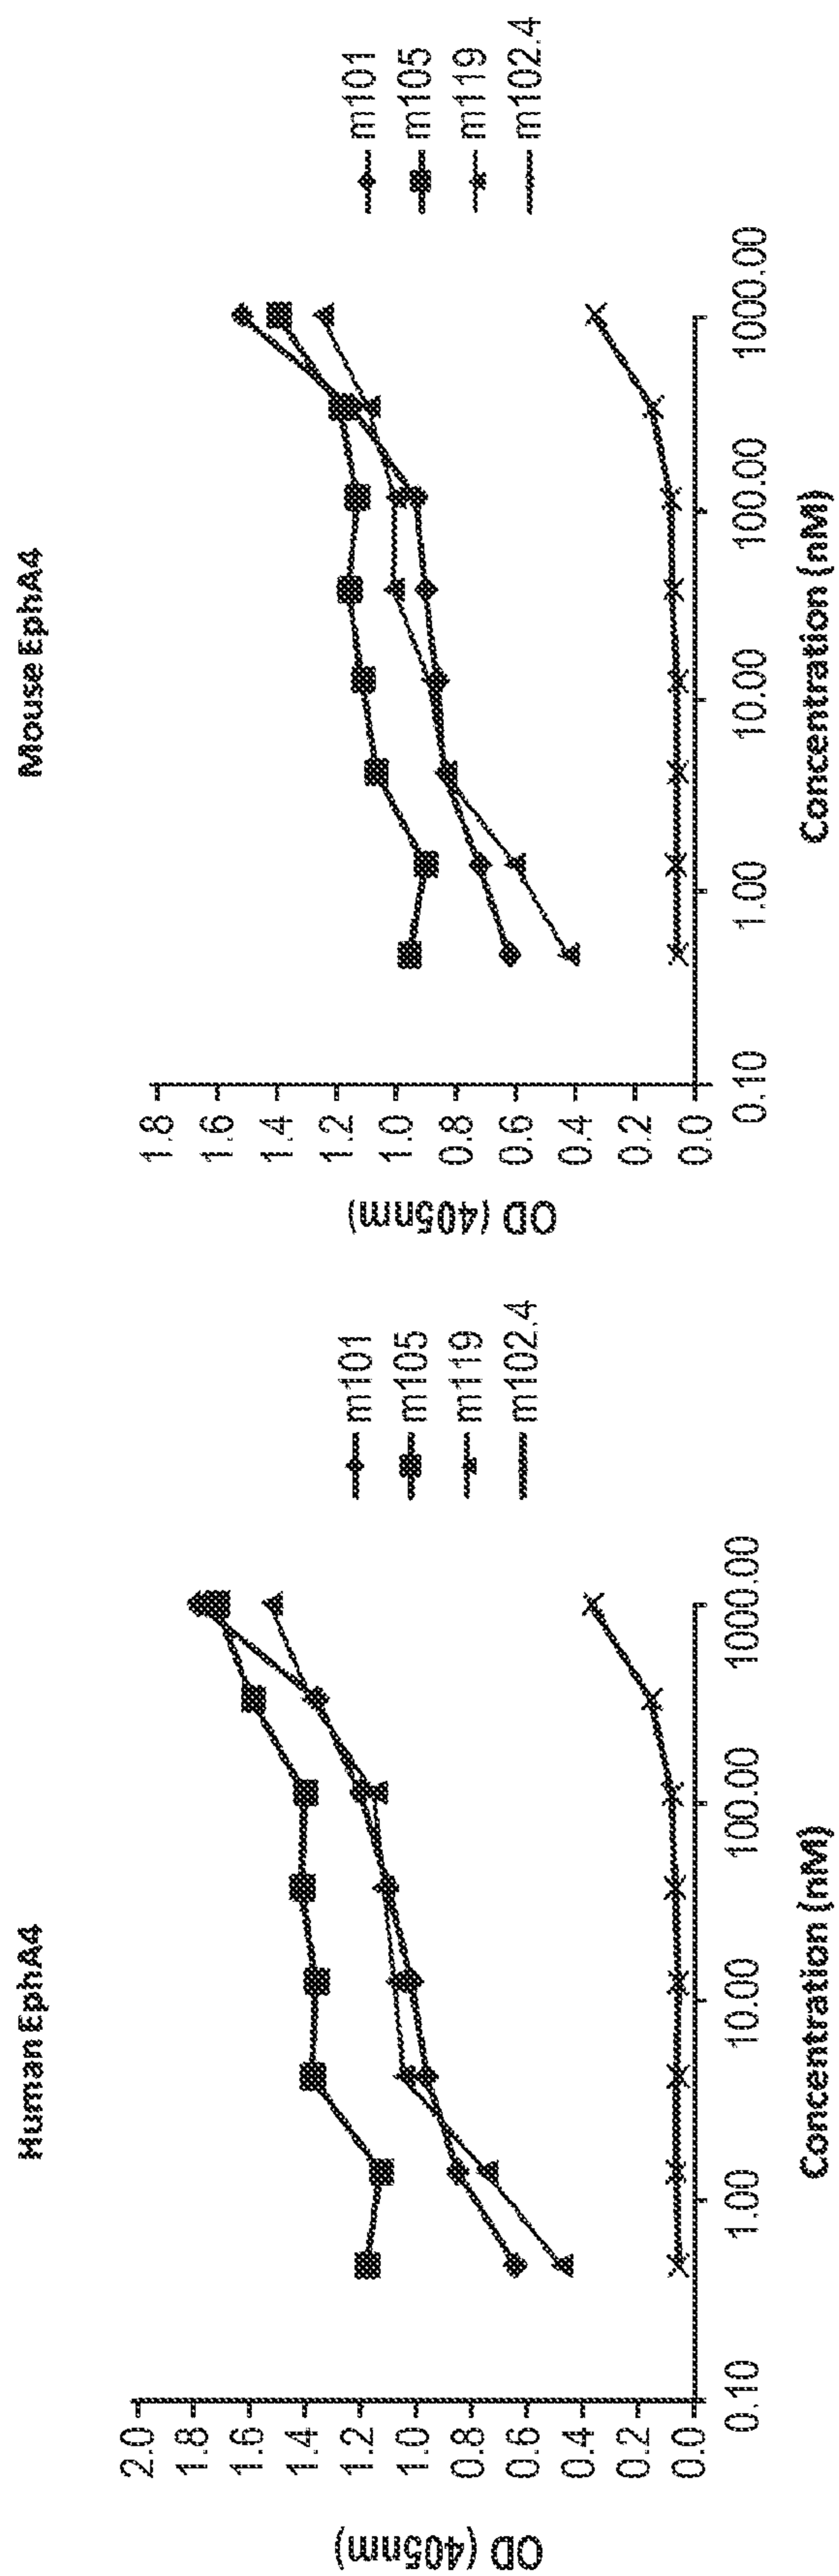 Human EphA4
OD (405nm)
2.0
1.8
1.6
1.4
1.2
1.0
0.8
0.6
0.4
0.2
0.0
0.10
1.00
10.00
100.00
1000.00
Concentration (nM)
m101
m105
m119
m102.4
Mouse EphA4
OD (405nm)
1.8
1.6
1.4
1.2
1.0
0.8
0.6
0.4
0.2
0.0
0.10
1.00
10.00
100.00
1000.00
Concentration (nM)
m101
m105
m119
m102.4